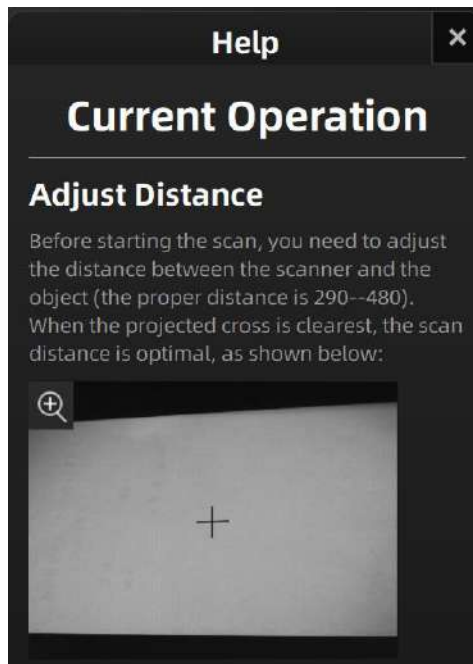 Help
Current Operation
Adjust Distance
Before starting the scan, you need to adjust
the distance between the scanner and the
object (the proper distance is 290--480).
When the projected cross is clearest, the scan
distance is optimal, as shown below: